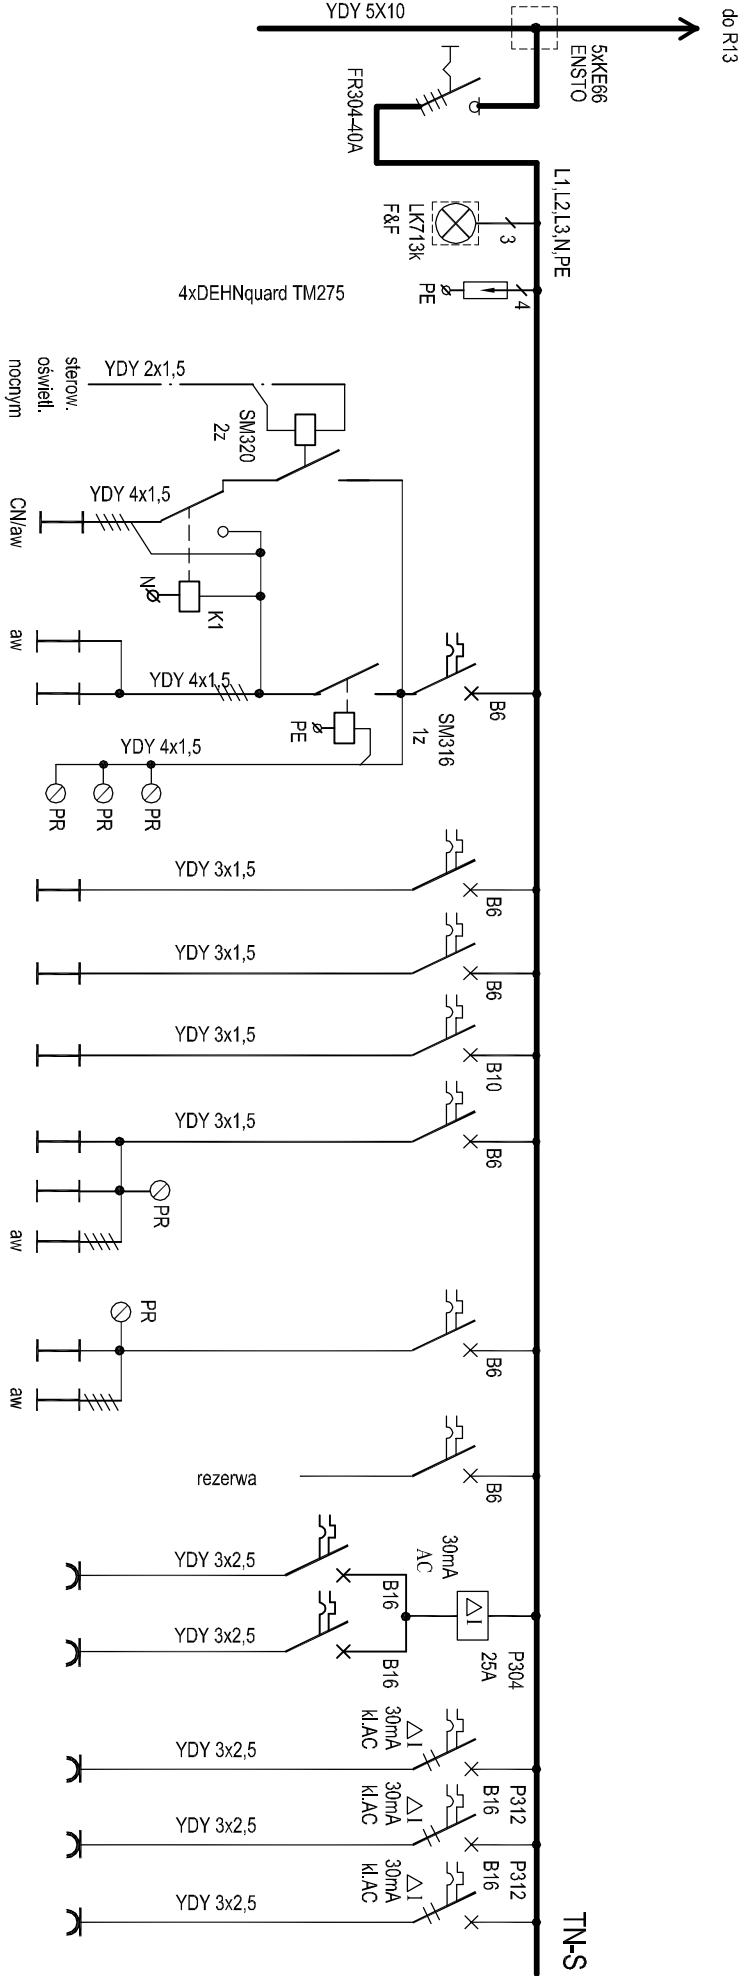 do R13
YDY 5X10
5xKE66
ENSTO
FR304-40A
L1,L2,L3,N,PE
3
LK713k
F&F
4
PE
4xDEHNquard TM275
YDY 2x1,5
sterow.
oświetl.
nocnym
SM320
2z
YDY 4x1,5
CN/aw
N
K1
aw
YDY 4x1,5
B6
SM316
1z
PE
YDY 4x1,5
PR
PR
PR
YDY 3x1,5
B6
YDY 3x1,5
B6
YDY 3x1,5
B10
YDY 3x1,5
B6
PR
aw
PR
B6
aw
B6
rezerwa
30mA
AC
ΔI
P304
25A
YDY 3x2,5
B16
YDY 3x2,5
B16
YDY 3x2,5
ΔI
30mA
kl.AC
P312
B16
YDY 3x2,5
ΔI
30mA
kl.AC
P312
B16
YDY 3x2,5
ΔI
30mA
kl.AC
TN-S